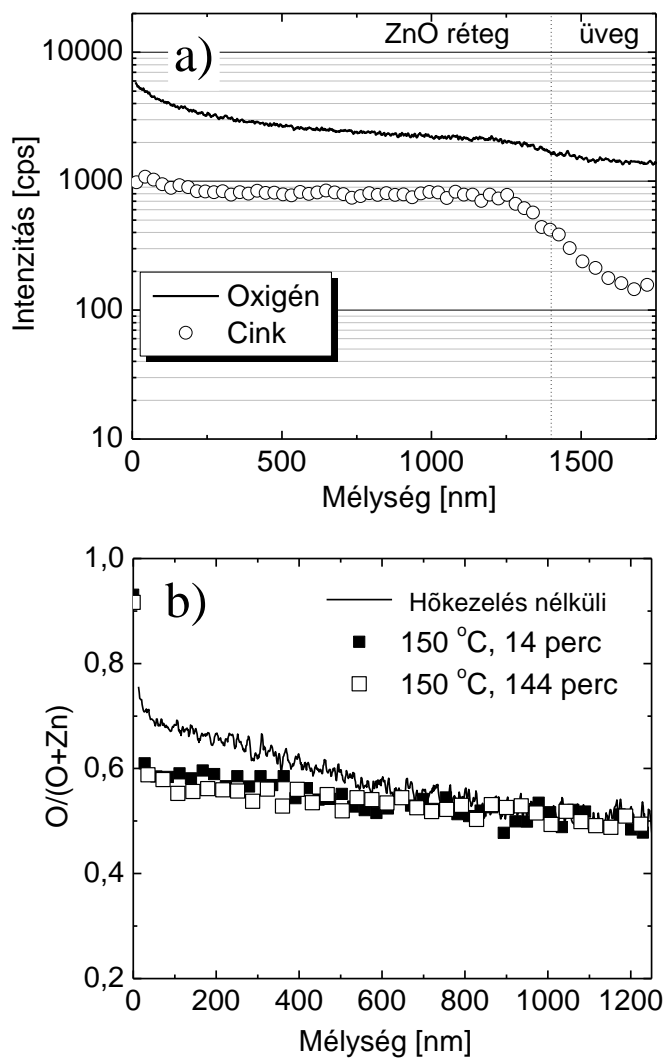 ZnO réteg
üveg
a)
10000
1000
100
10
Intenzitás [cps]
Oxigén
Cink
0
500
1000
1500
Mélység [nm]
b)
1,0
0,8
0,6
0,4
0,2
O/(O+Zn)
Hõkezelés nélküli
150 °C, 14 perc
150 °C, 144 perc
0
200
400
600
800
1000
1200
Mélység [nm]